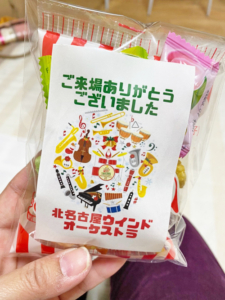 ご来場ありがとう
ございました
北名古屋ウインド
オーケストラ